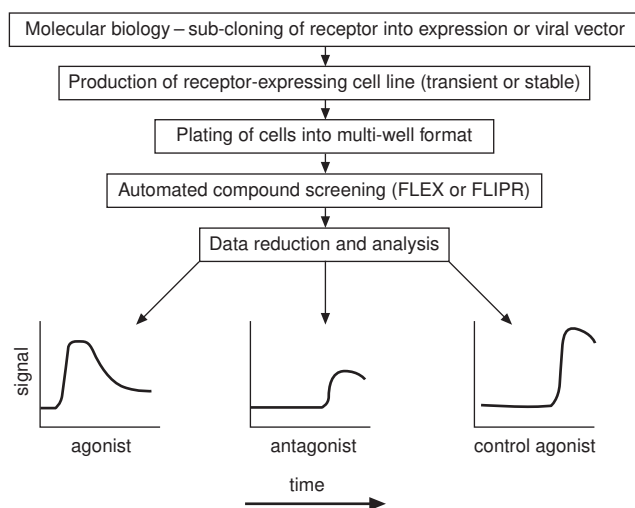 Molecular biology – sub-cloning of receptor into expression or viral vector
Production of receptor-expressing cell line (transient or stable)
Plating of cells into multi-well format
Automated compound screening (FLEX or FLIPR)
Data reduction and analysis
signal
agonist
antagonist
control agonist
time